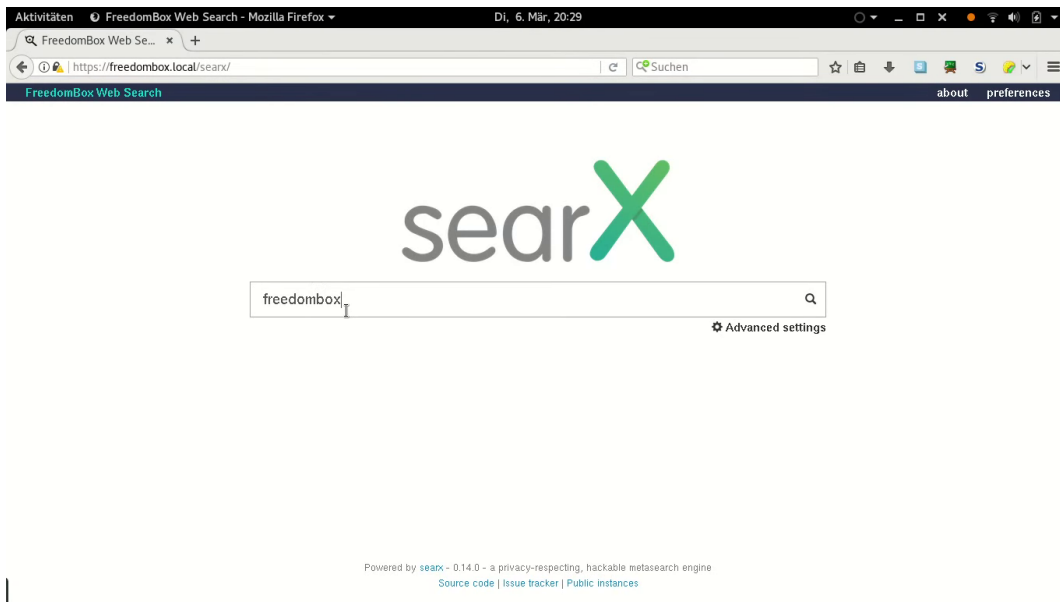 Aktivitäten FreedomBox Web Search - Mozilla Firefox Di, 6. Mär, 20:29
FreedomBox Web Se...
https://freedombox.local/searx/ Suchen
FreedomBox Web Search about preferences
searX
freedombox
Advanced settings
Powered by searx - 0.14.0 - a privacy-respecting, hackable metasearch engine
Source code | Issue tracker | Public instances